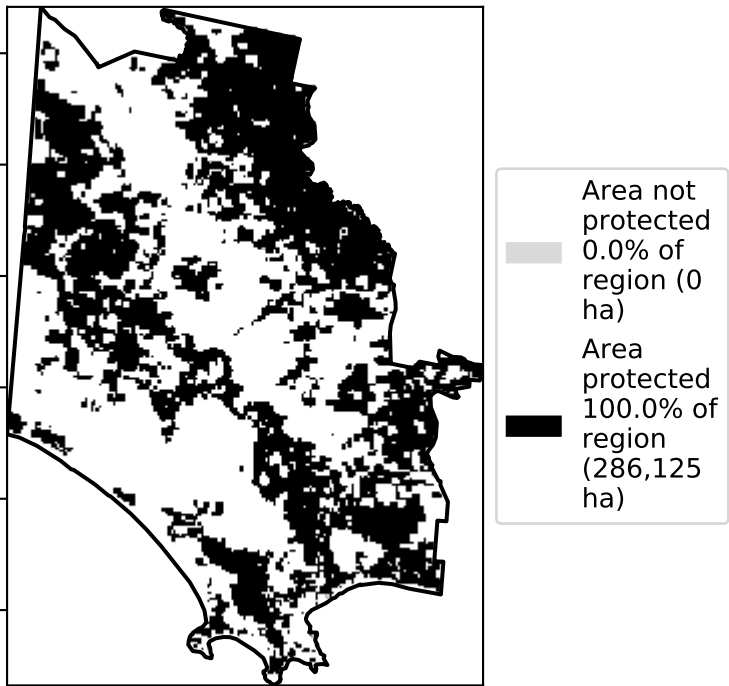 Area not
protected
0.0% of
region (0
ha)
Area
protected
100.0% of
region
(286,125
ha)